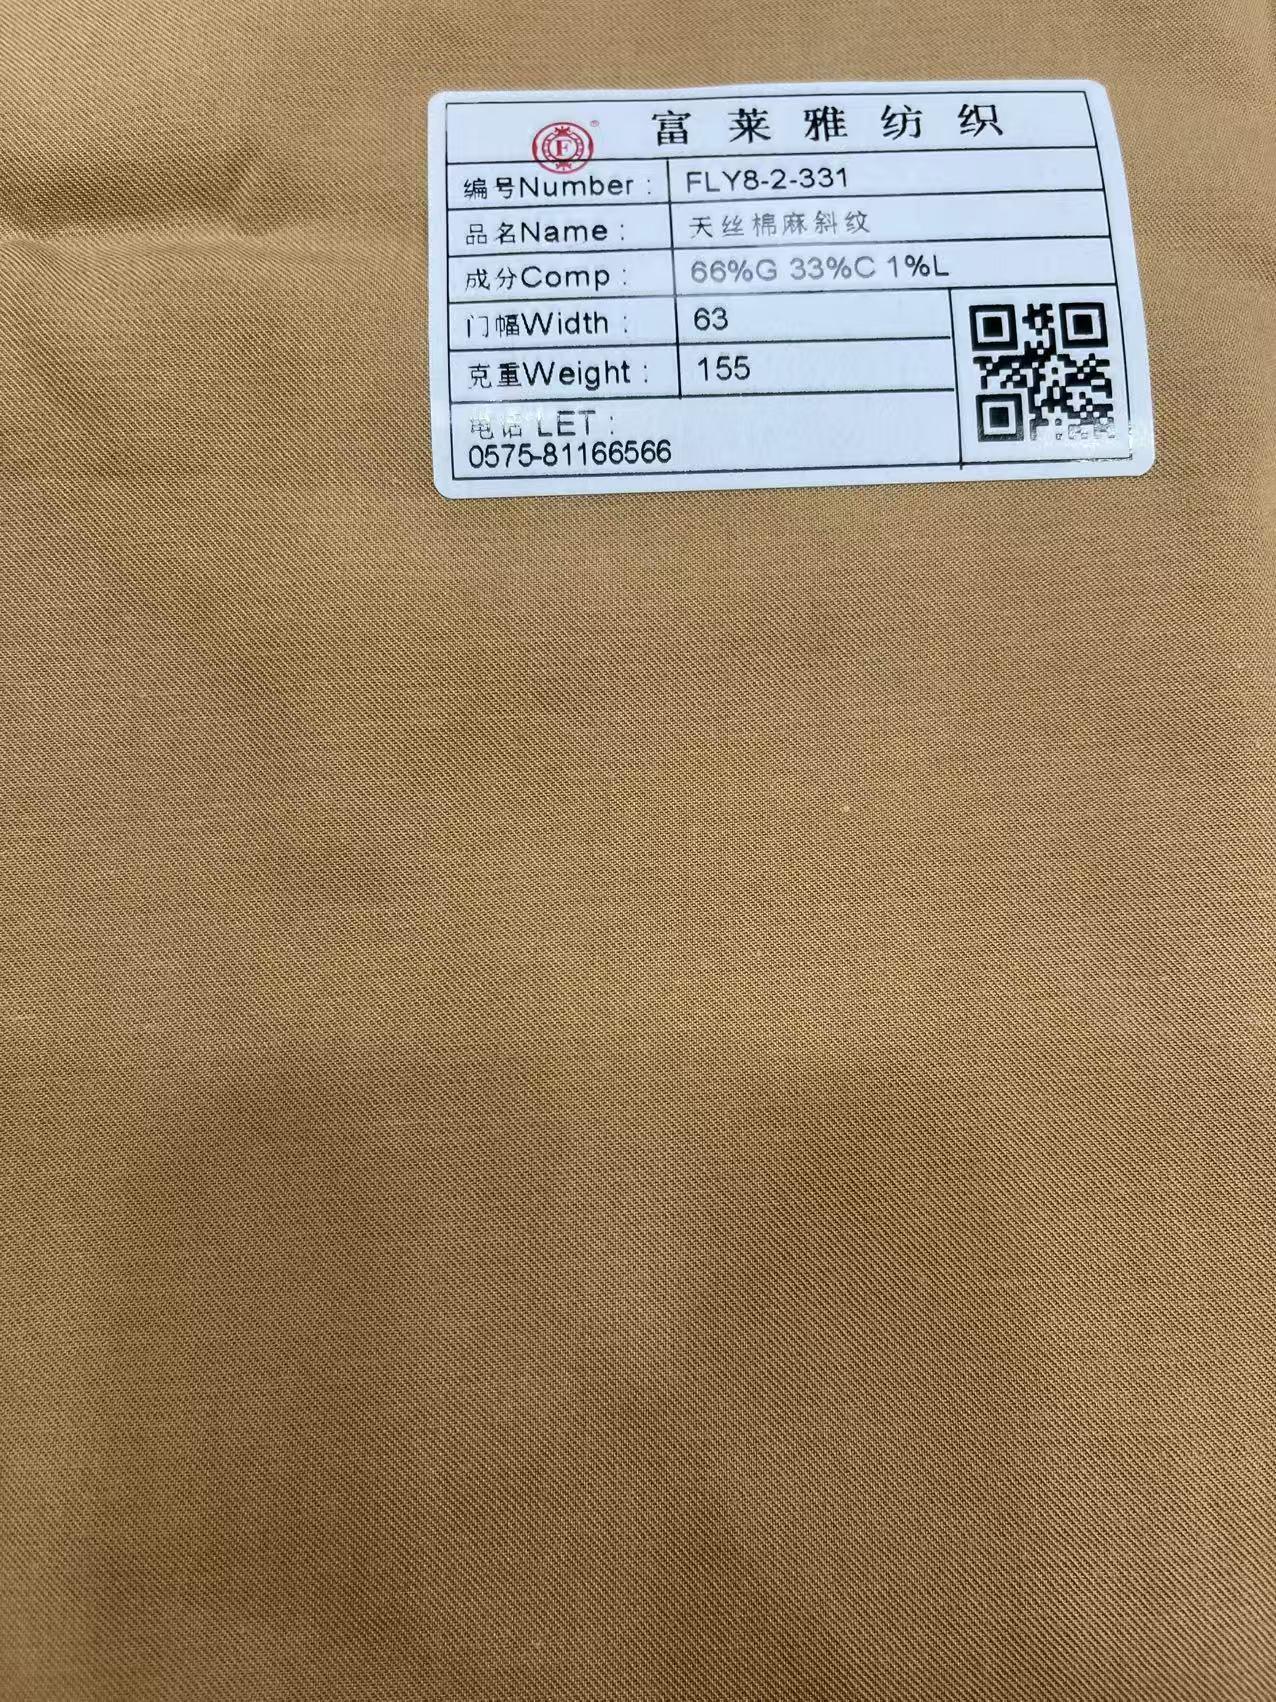 F ®
富莱雅纺织
编号Number: FLY8-2-331
品名Name: 天丝棉麻斜纹
成分Comp: 66%G 33%C 1%L
门幅Width: 63
克重Weight: 155
电话 LET:
0575-81166566